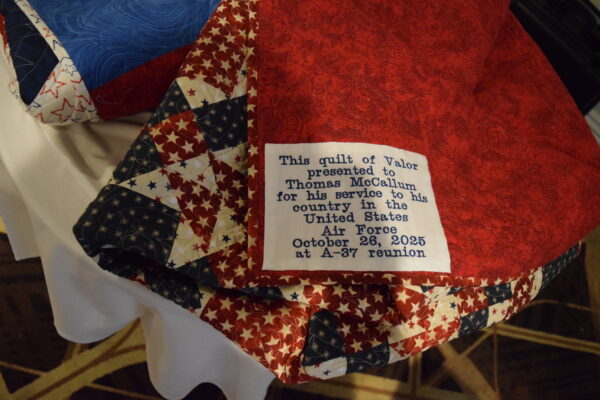 This quilt of Valor
presented to
Thomas McCallum
for his service to his
country in the
United States
Air Force
October 26, 2025
at A-37 reunion